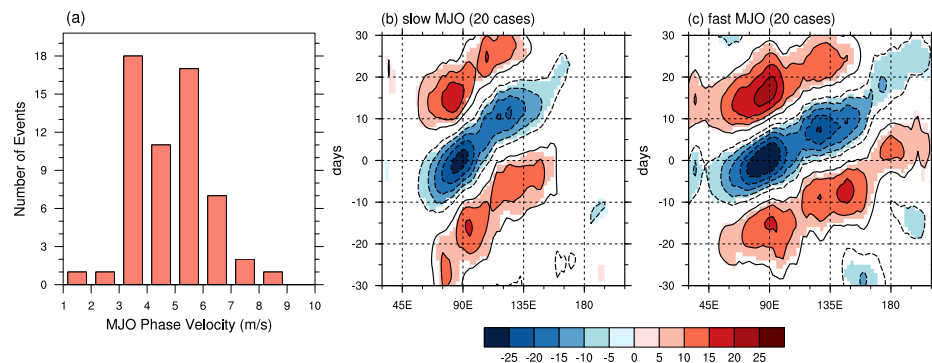 (a)
Number of Events
18
15
12
9
6
3
0
1 2 3 4 5 6 7 8 9 10
MJO Phase Velocity (m/s)
(b) slow MJO (20 cases)
days
30
20
10
0
-10
-20
-30
45E 90E 135E 180
(c) fast MJO (20 cases)
days
30
20
10
0
-10
-20
-30
45E 90E 135E 180
-25 -20 -15 -10 -5 0 5 10 15 20 25